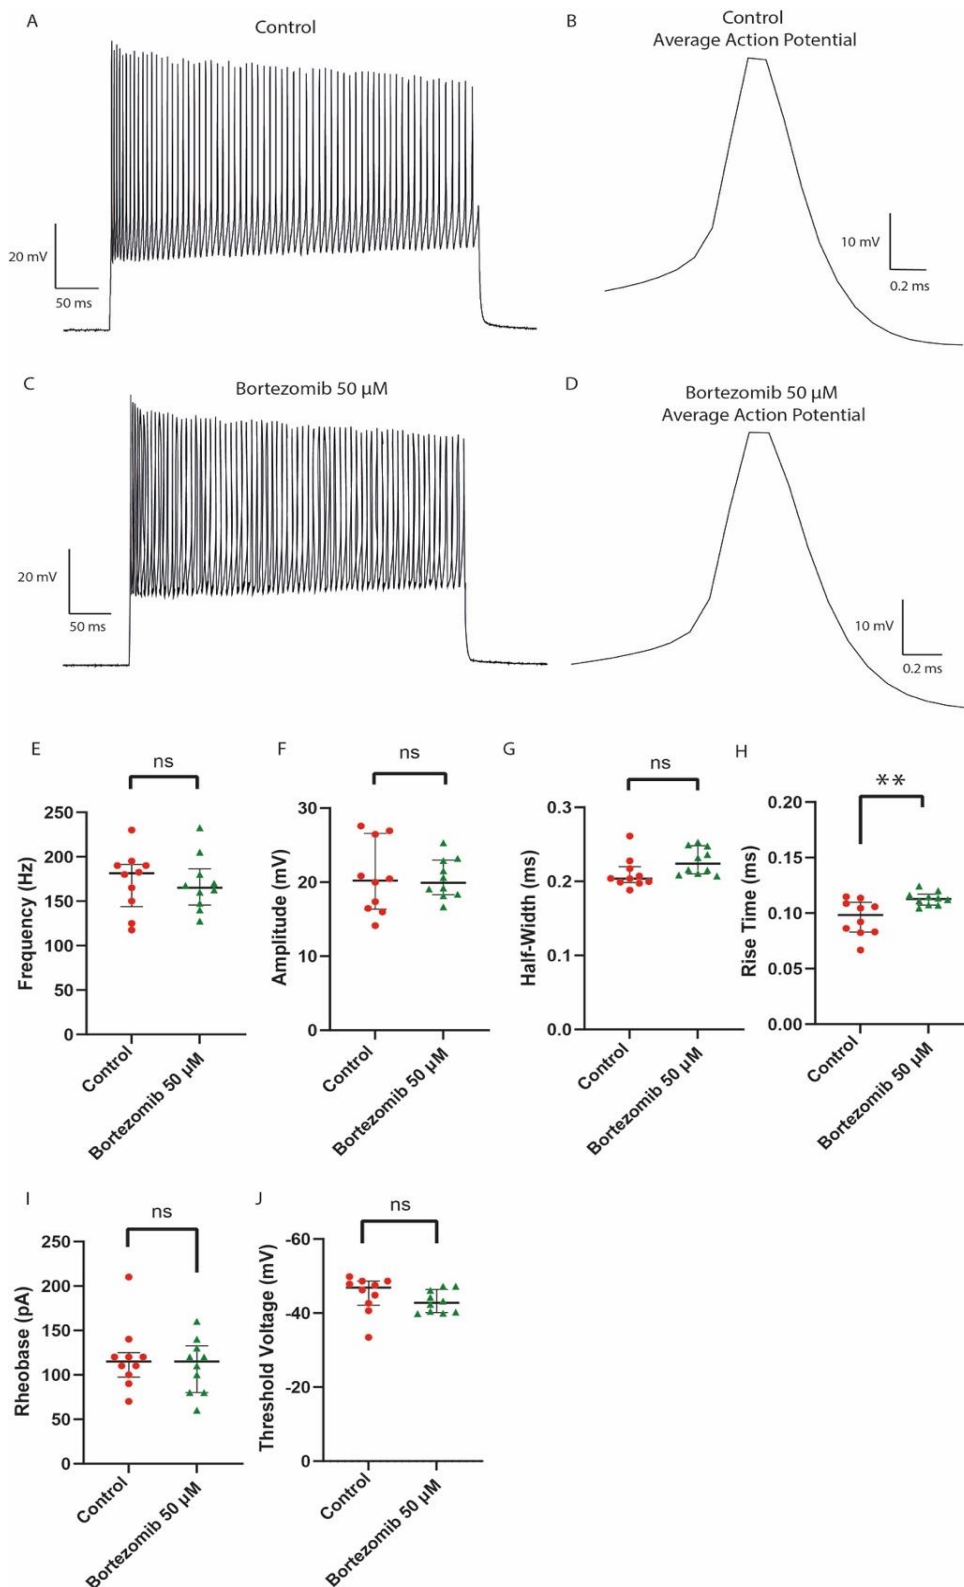 A
Control
20 mV
50 ms
B
Control
Average Action Potential
10 mV
0.2 ms
C
Bortezomib 50 µM
20 mV
50 ms
D
Bortezomib 50 µM
Average Action Potential
10 mV
0.2 ms
E
ns
250
200
150
100
50
0
Frequency (Hz)
Control
Bortezomib 50 µM
F
ns
30
20
10
0
Amplitude (mV)
Control
Bortezomib 50 µM
G
ns
0.3
0.2
0.1
0.0
Half-Width (ms)
Control
Bortezomib 50 µM
H
**
0.20
0.15
0.10
0.05
0.00
Rise Time (ms)
Control
Bortezomib 50 µM
I
ns
250
200
150
100
50
0
Rheobase (pA)
Control
Bortezomib 50 µM
J
ns
-60
-40
-20
0
Threshold Voltage (mV)
Control
Bortezomib 50 µM